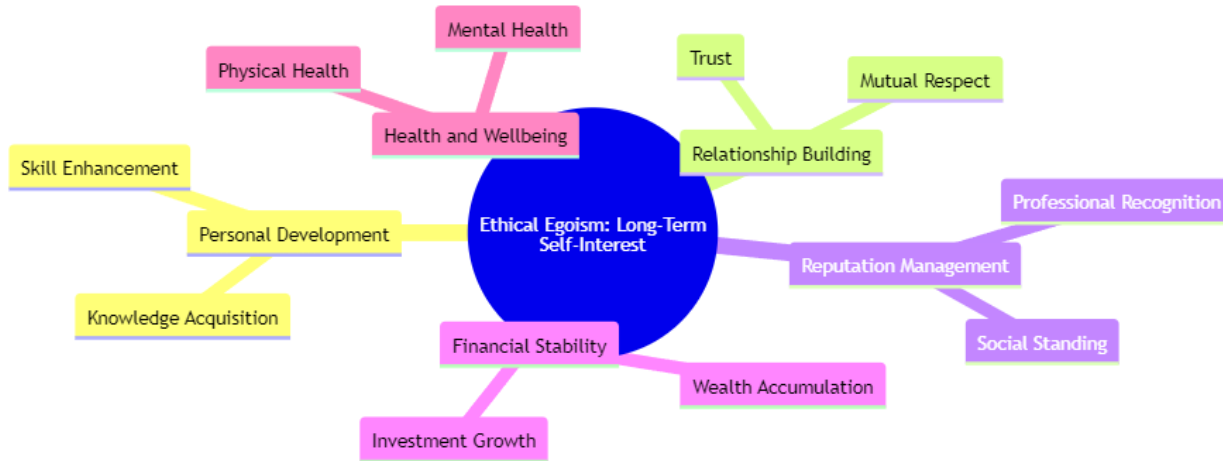 Mental Health
Physical Health
Health and Wellbeing
Trust
Mutual Respect
Relationship Building
Skill Enhancement
Personal Development
Knowledge Acquisition
Ethical Egoism: Long-Term
Self-Interest
Professional Recognition
Reputation Management
Social Standing
Financial Stability
Wealth Accumulation
Investment Growth